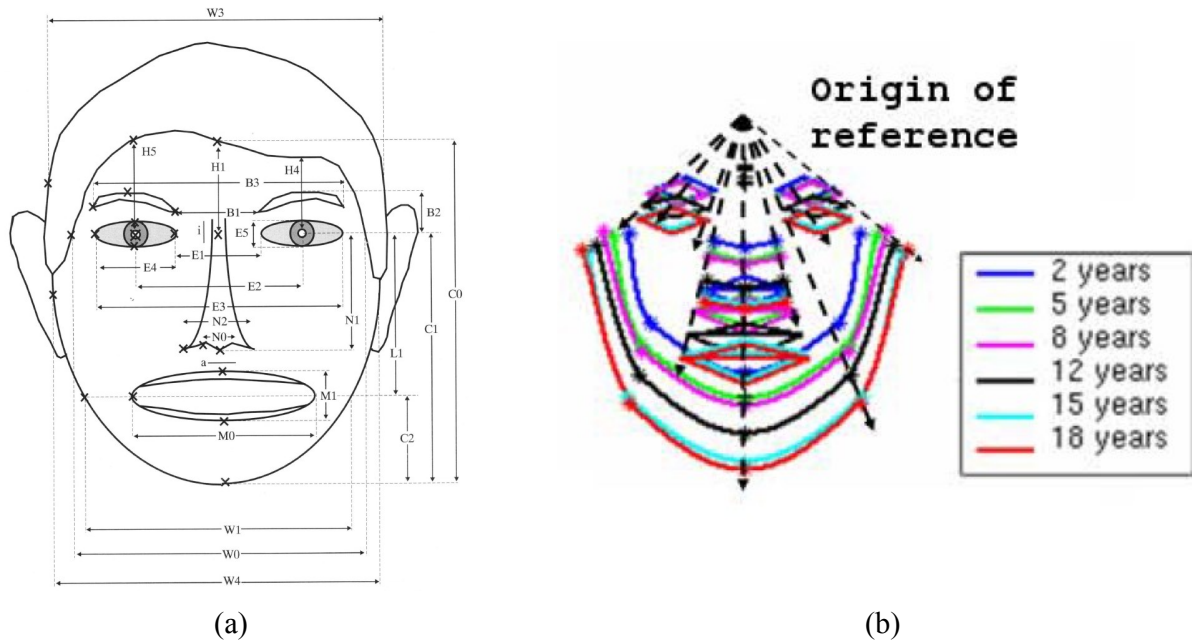 W3
H5
H1
H4
B3
B1
B2
i
E5
E1
E4
E2
E3
C0
N2
N1
C1
N0
L1
a
M1
M0
C2
W1
W0
W4
(a)
Origin of
reference
2 years
5 years
8 years
12 years
15 years
18 years
(b)